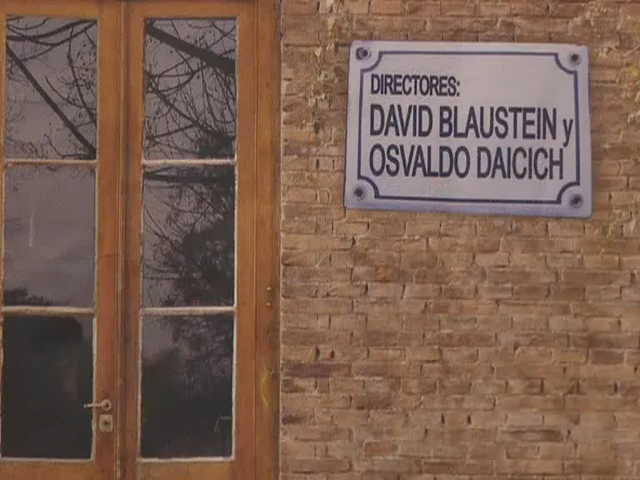 DIRECTORES:
DAVID BLAUSTEIN y
OSVALDO DAICICH